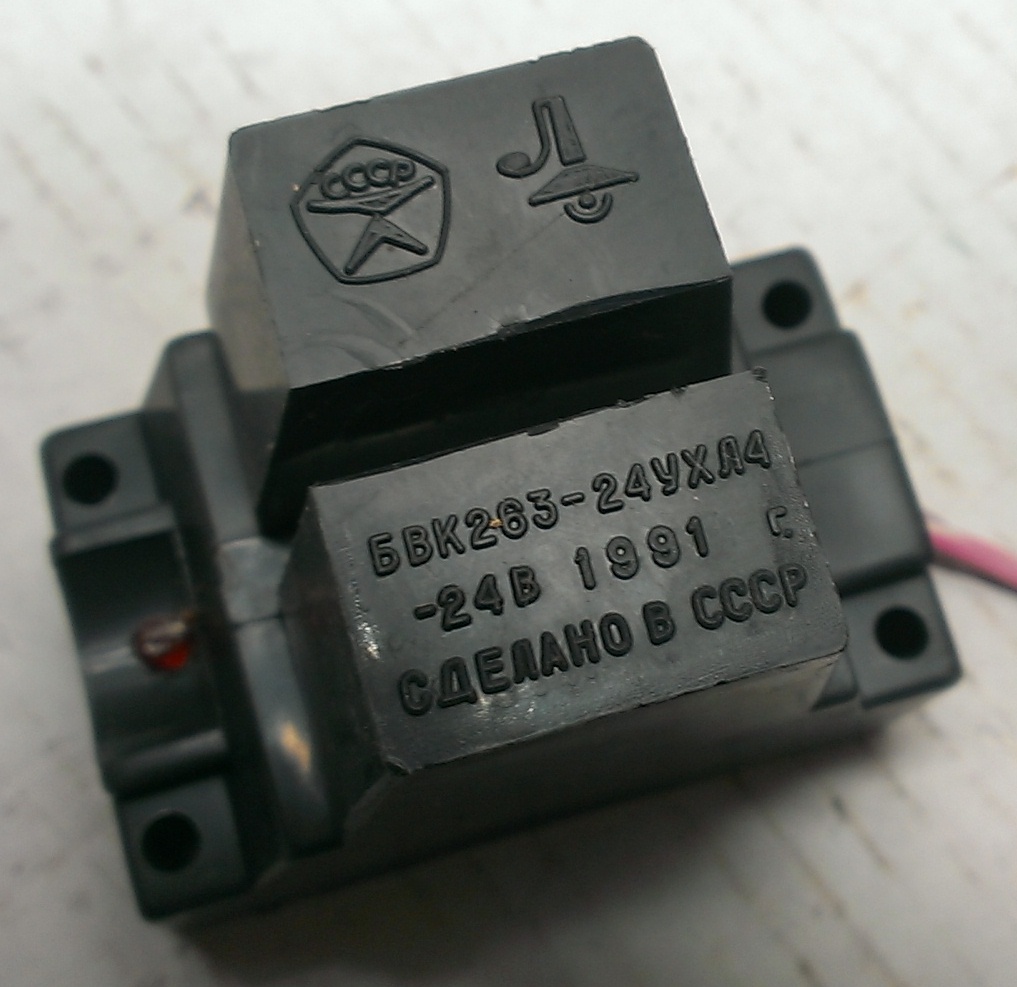 СССР
Л
БВК263-24УХЛ4
-24В 1991 г.
СДЕЛАНО В СССР